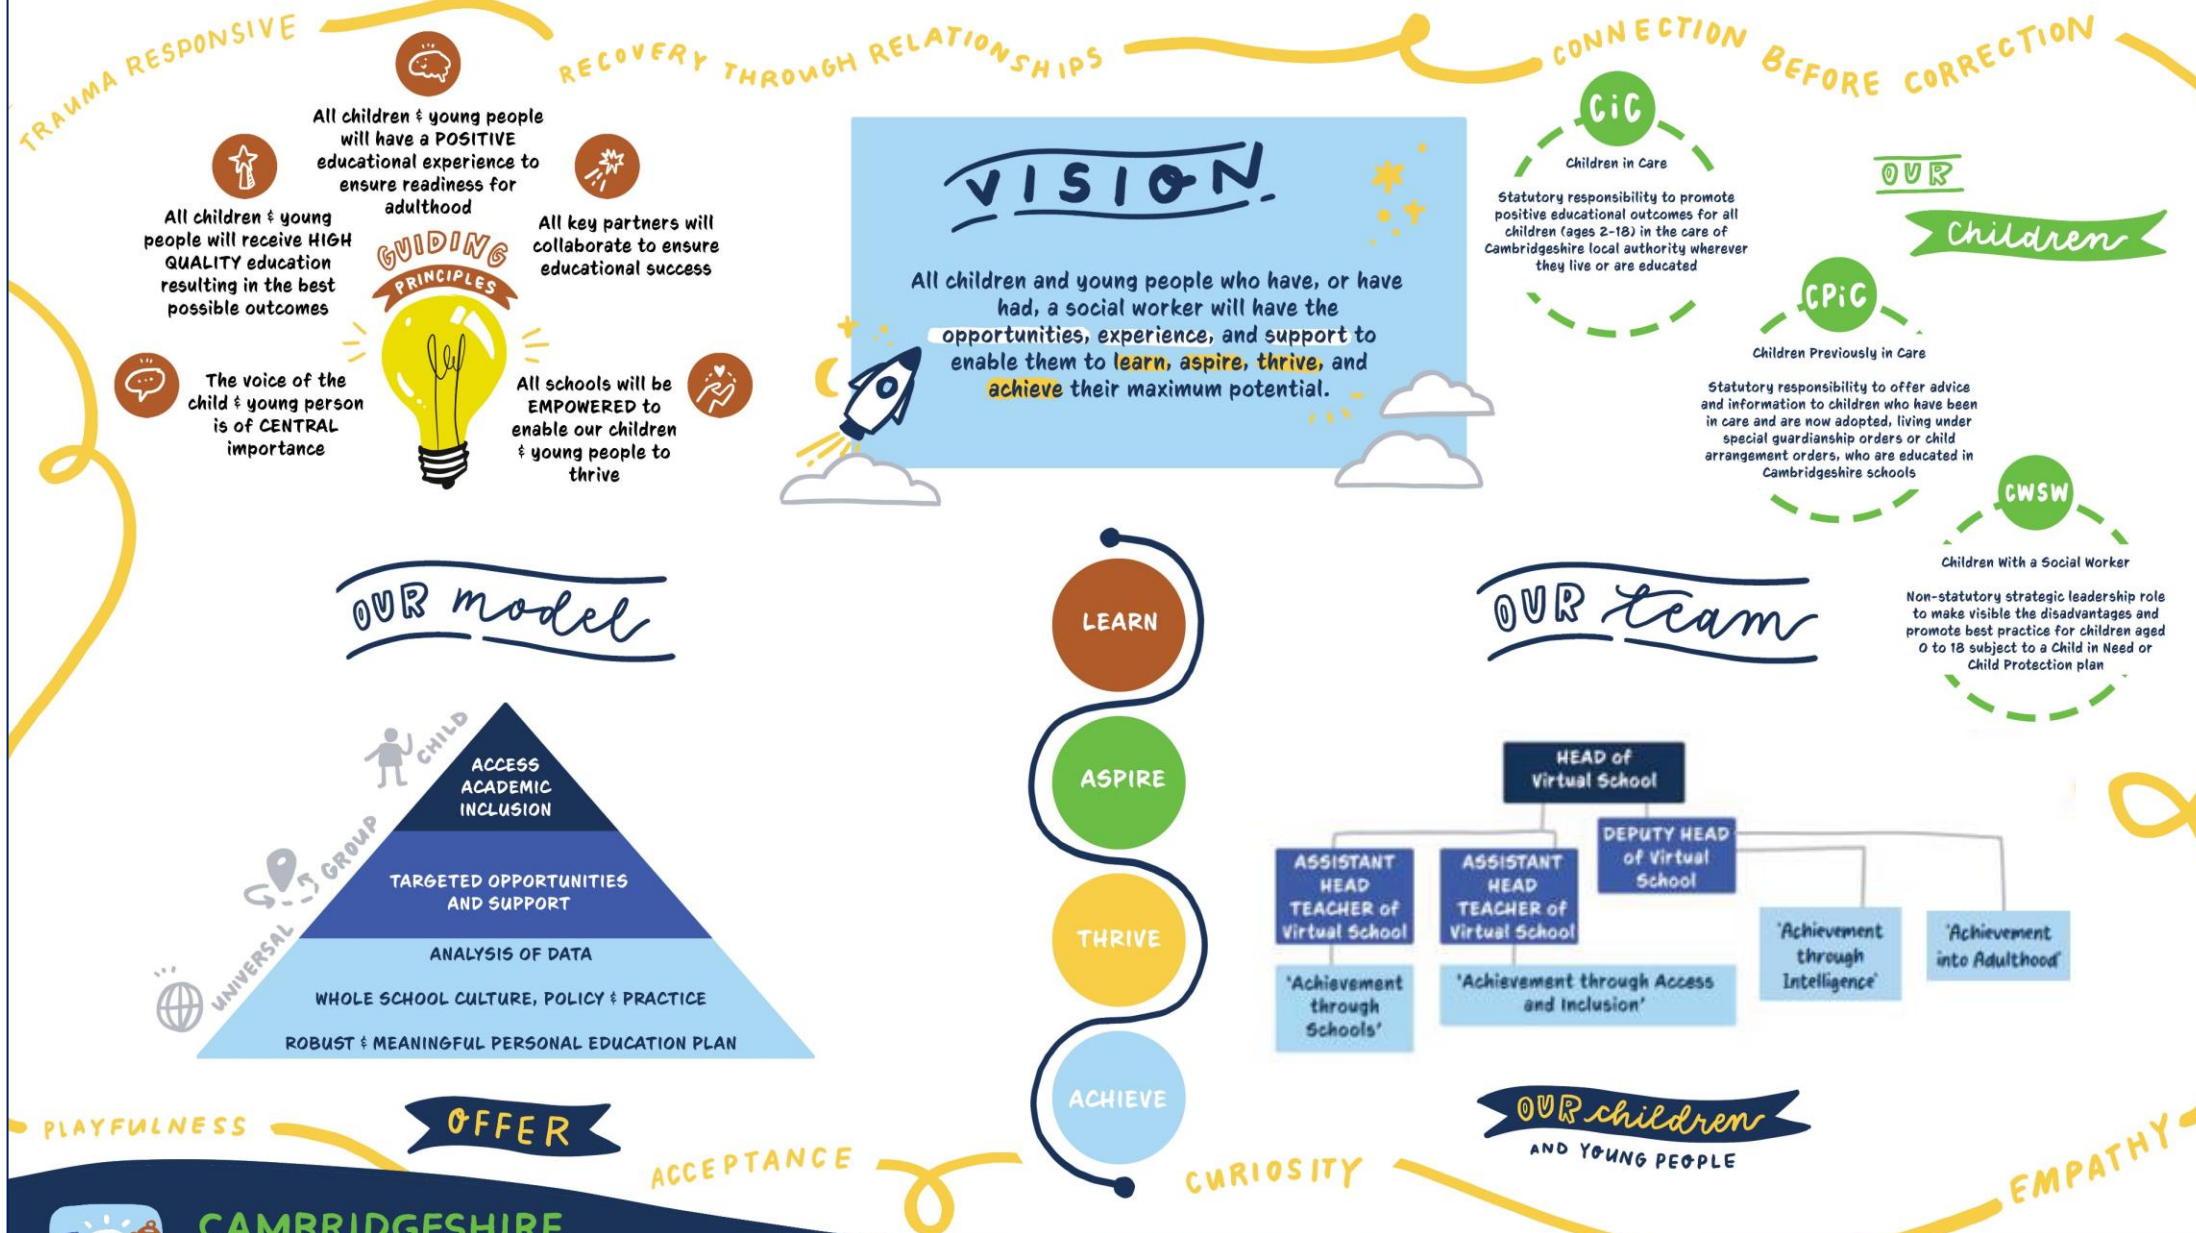 TRAUMA RESPONSIVE
RECOVERY THROUGH RELATIONSHIPS
CONNECTION BEFORE CORRECTION
All children & young people
will have a POSITIVE
educational experience to
ensure readiness for
adulthood
All children & young
people will receive HIGH
QUALITY education
resulting in the best
possible outcomes
All key partners will
collaborate to ensure
educational success
GUIDING
PRINCIPLES
The voice of the
child & young person
is of CENTRAL
importance
All schools will be
EMPOWERED to
enable our children
& young people to
thrive
VISION
All children and young people who have, or have
had, a social worker will have the
opportunities, experience, and support to
enable them to learn, aspire, thrive, and
achieve their maximum potential.
OUR
Children
CiC
Children in Care
Statutory responsibility to promote
positive educational outcomes for all
children (ages 2-18) in the care of
Cambridgeshire local authority wherever
they live or are educated
CPiC
Children Previously in Care
Statutory responsibility to offer advice
and information to children who have been
in care and are now adopted, living under
special guardianship orders or child
arrangement orders, who are educated in
Cambridgeshire schools
CWSW
Children With a Social Worker
Non-statutory strategic leadership role
to make visible the disadvantages and
promote best practice for children aged
0 to 18 subject to a Child in Need or
Child Protection plan
OUR model
CHILD
ACCESS
ACADEMIC
INCLUSION
GROUP
TARGETED OPPORTUNITIES
AND SUPPORT
UNIVERSAL
ANALYSIS OF DATA
WHOLE SCHOOL CULTURE, POLICY & PRACTICE
ROBUST & MEANINGFUL PERSONAL EDUCATION PLAN
OFFER
LEARN
ASPIRE
THRIVE
ACHIEVE
OUR team
HEAD of
Virtual School
DEPUTY HEAD
of Virtual
School
ASSISTANT
HEAD
TEACHER of
Virtual School
ASSISTANT
HEAD
TEACHER of
Virtual School
'Achievement
through
Schools'
'Achievement through Access
and Inclusion'
'Achievement
through
Intelligence'
'Achievement
into Adulthood'
OUR children
AND YOUNG PEOPLE
PLAYFULNESS
ACCEPTANCE
CURIOSITY
EMPATHY
CAMBRIDGESHIRE